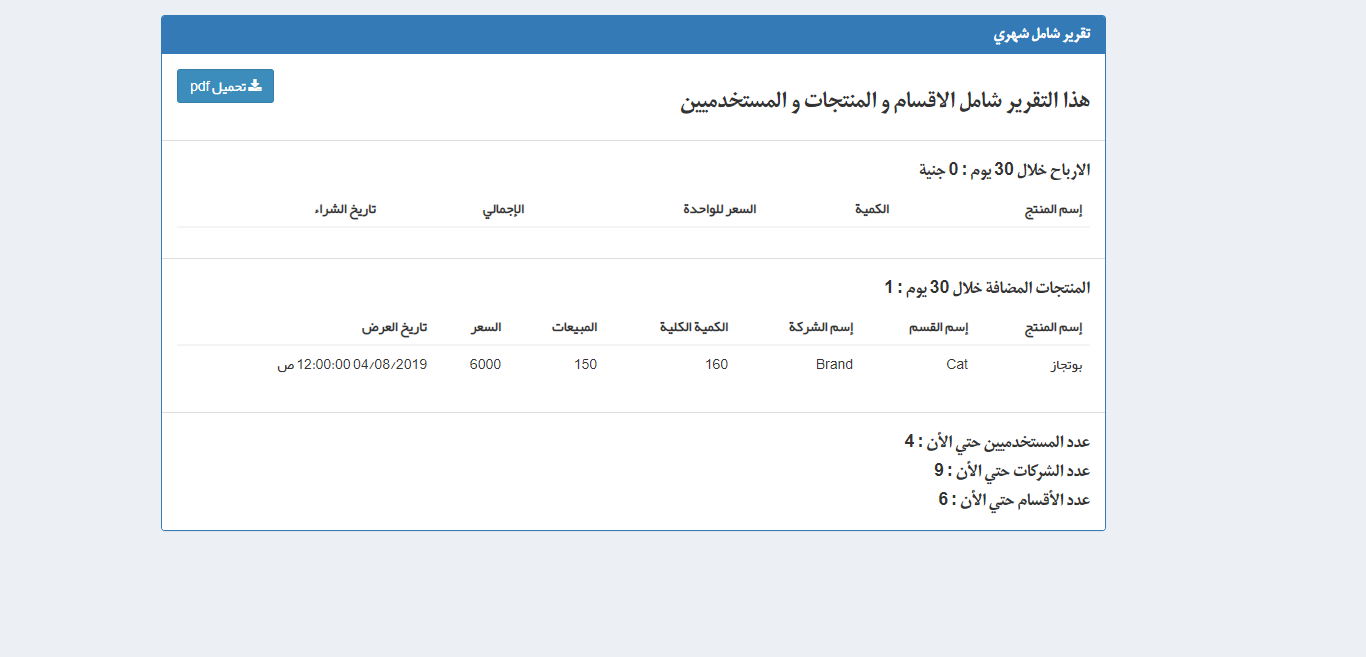 تقرير شامل شهري
تحميل pdf
هذا التقرير شامل الاقسام و المنتجات و المستخدميين
الارباح خلال 30 يوم : 0 جنية
إسم المنتج الكمية السعر للواحدة الإجمالي تاريخ الشراء
المنتجات المضافة خلال 30 يوم : 1
إسم المنتج إسم القسم إسم الشركة الكمية الكلية المبيعات السعر تاريخ العرض
بوتجاز Cat Brand 160 150 6000 04/08/2019 12:00:00 ص
عدد المستخدميين حتي الأن : 4
عدد الشركات حتي الأن : 9
عدد الأقسام حتي الأن : 6